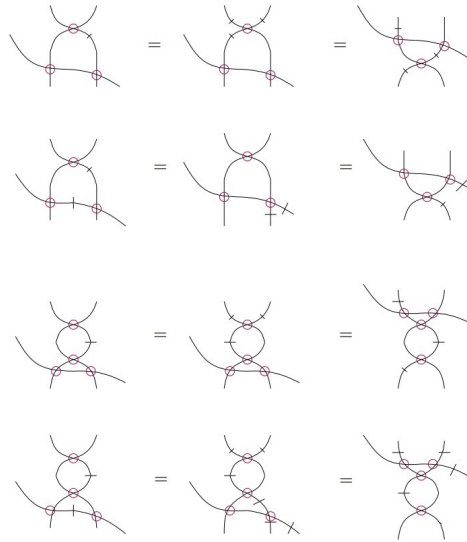 = =
= =
= =
= =